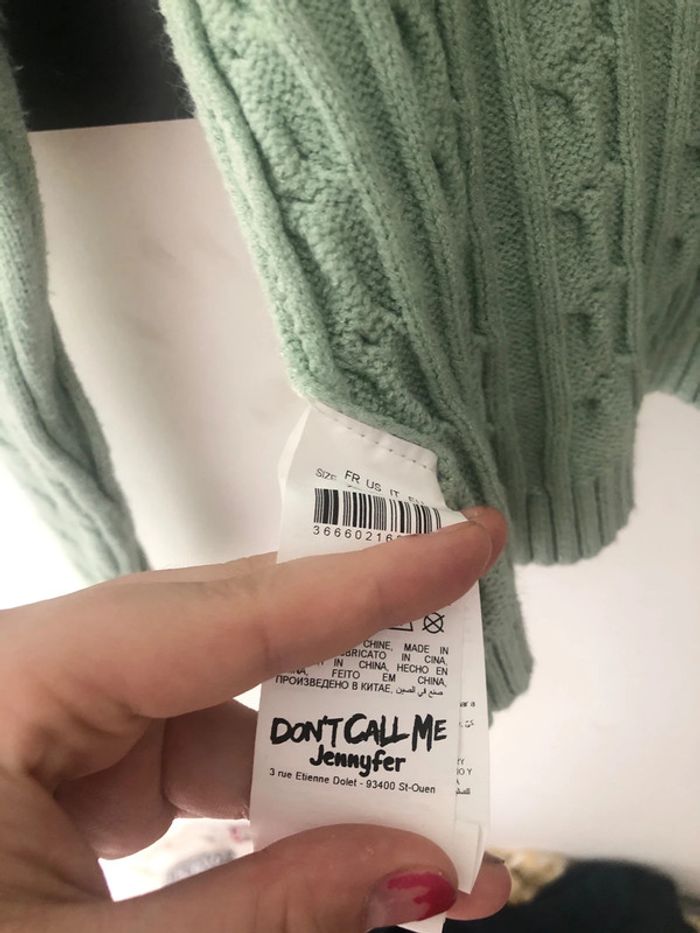 SIZE FR US IT
3666021
CHINE, MADE IN
IN CINA,
IN CHINA, HECHO EN
FEITO EM CHINA,
ПРОИЗВЕДЕНО В КИТАЕ, صنع في الصين
DON'T CALL ME
Jennyfer
3 rue Etienne Dolet - 93400 St-Ouen